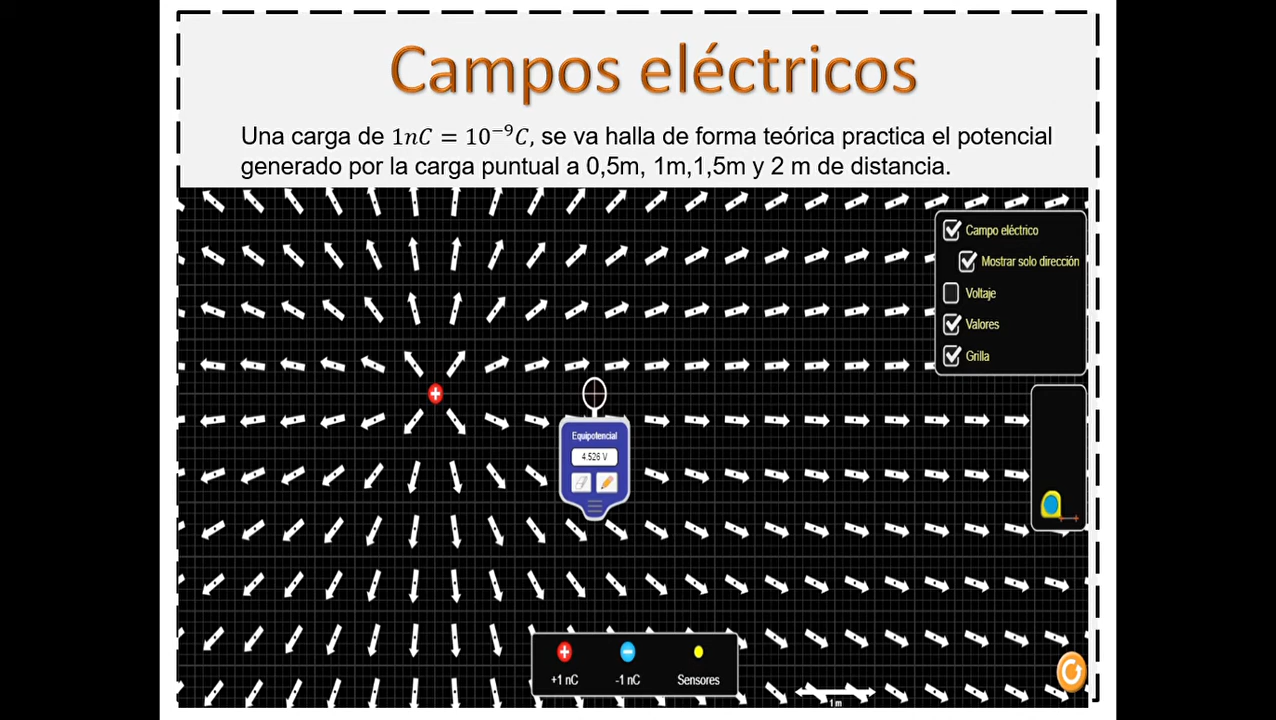 Campos eléctricos
Una carga de 1nC = 10⁻⁹C, se va halla de forma teórica practica el potencial
generado por la carga puntual a 0,5m, 1m,1,5m y 2 m de distancia.
Campo eléctrico
Mostrar solo dirección
Voltaje
Valores
Grilla
Equipotencial
4.526 V
+1 nC
-1 nC
Sensores
1 m